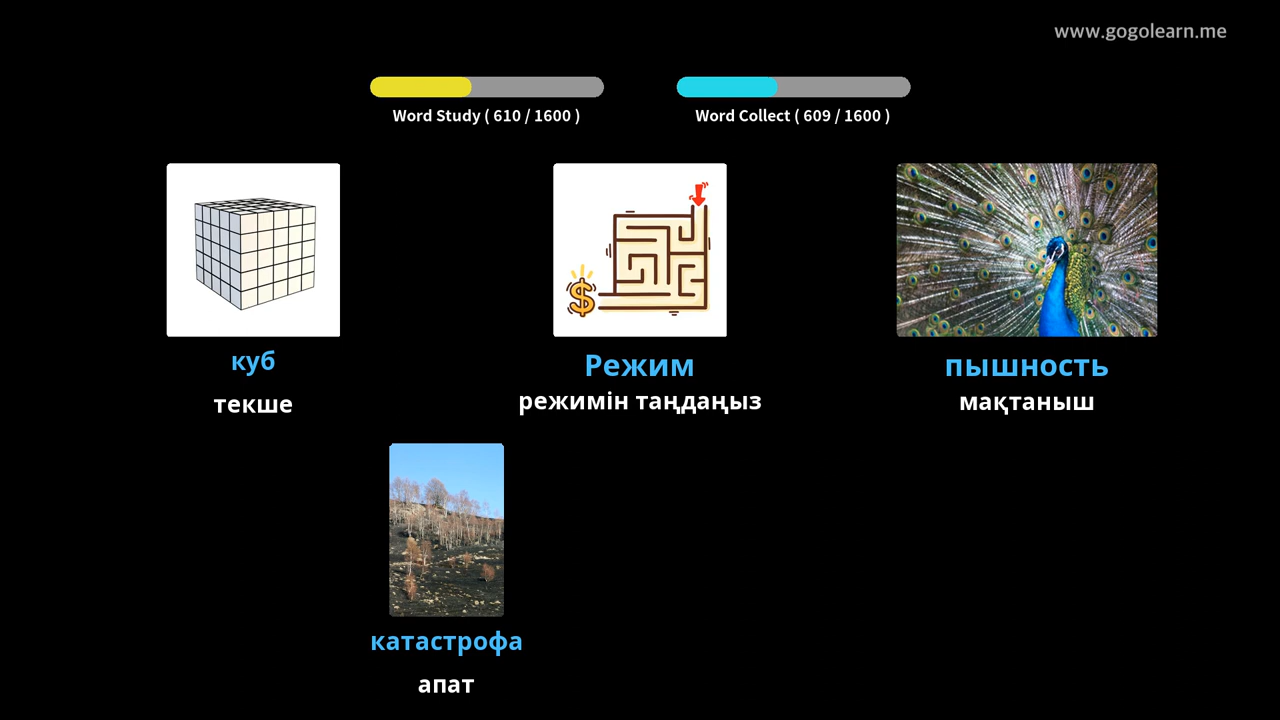 www.gogolearn.me
Word Study ( 610 / 1600 )
Word Collect ( 609 / 1600 )
куб
текше
Режим
режимін таңдаңыз
пышность
мақтаныш
катастрофа
апат